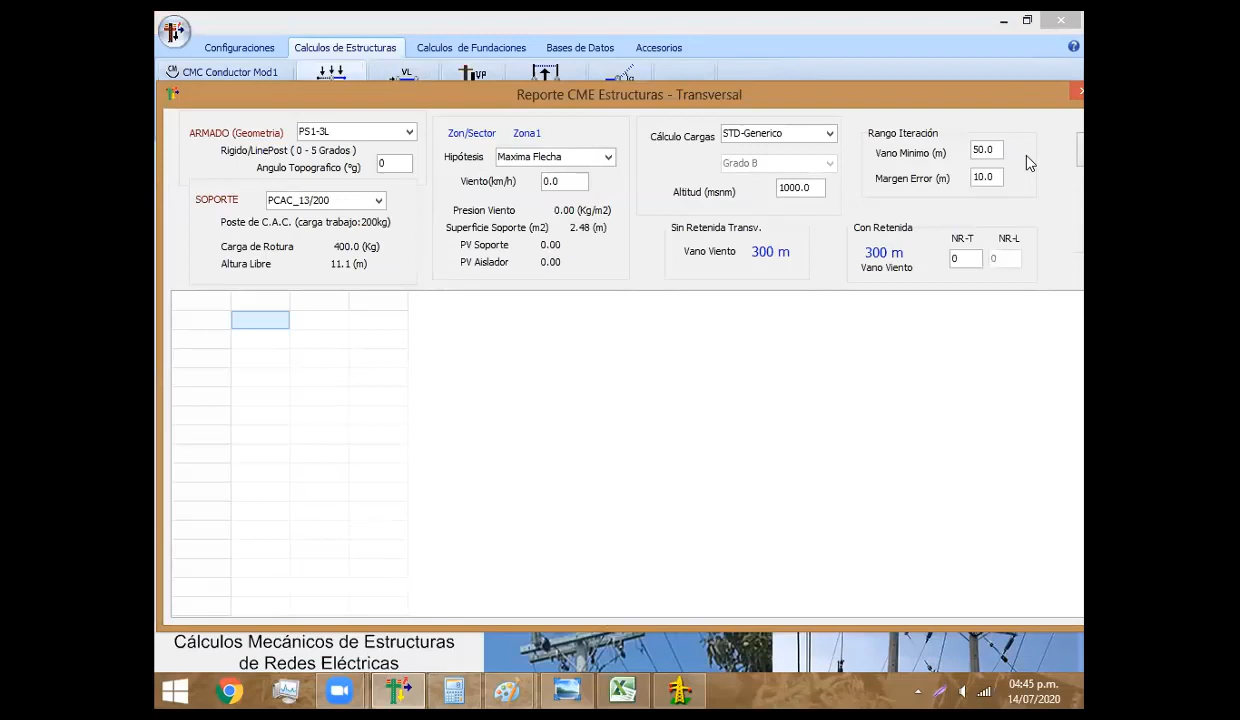 Configuraciones
Calculos de Estructuras
Calculos de Fundaciones
Bases de Datos
Accesorios
CM
CMC Conductor Mod1
VL
VP
Reporte CME Estructuras - Transversal
ARMADO (Geometria)
PS1-3L
Rigido/LinePost ( 0 - 5 Grados )
Angulo Topografico (°g)
0
SOPORTE
PCAC_13/200
Poste de C.A.C. (carga trabajo:200kg)
Carga de Rotura
400.0 (Kg)
Altura Libre
11.1 (m)
Zon/Sector
Zona1
Hipótesis
Maxima Flecha
Viento(km/h)
0.0
Presion Viento
0.00 (Kg/m2)
Superficie Soporte (m2)
2.48 (m)
PV Soporte
0.00
PV Aislador
0.00
Cálculo Cargas
STD-Generico
Grado B
Altitud (msnm)
1000.0
Sin Retenida Transv.
Vano Viento
300 m
Rango Iteración
Vano Minimo (m)
50.0
Margen Error (m)
10.0
Con Retenida
300 m
Vano Viento
NR-T
NR-L
0
0
Cálculos Mecánicos de Estructuras
de Redes Eléctricas
04:45 p.m.
14/07/2020